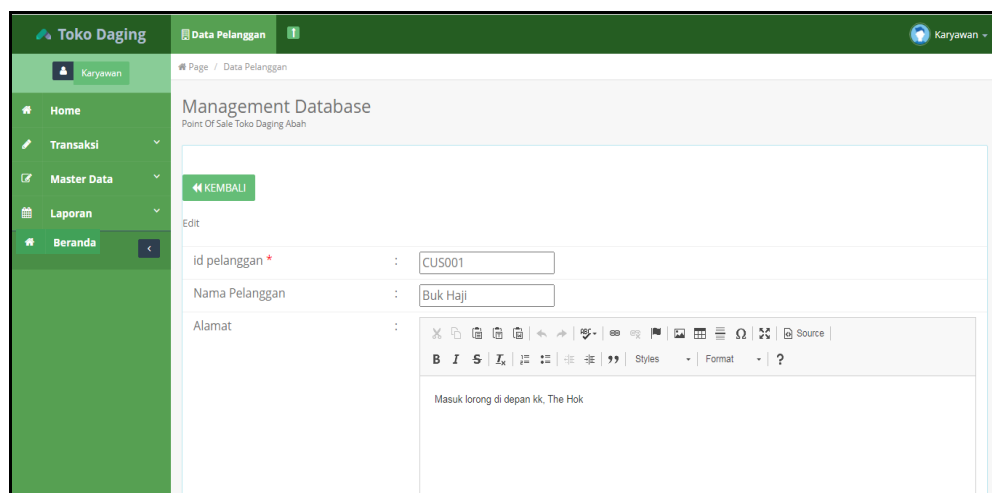 Toko Daging
Data Pelanggan
Karyawan
Karyawan
Page / Data Pelanggan
Home
Transaksi
Master Data
Laporan
Beranda
Management Database
Point Of Sale Toko Daging Abah
KEMBALI
Edit
id pelanggan * : CUS001
Nama Pelanggan : Buk Haji
Alamat :
Source
B I S Tx Styles Format ?
Masuk lorong di depan kk, The Hok